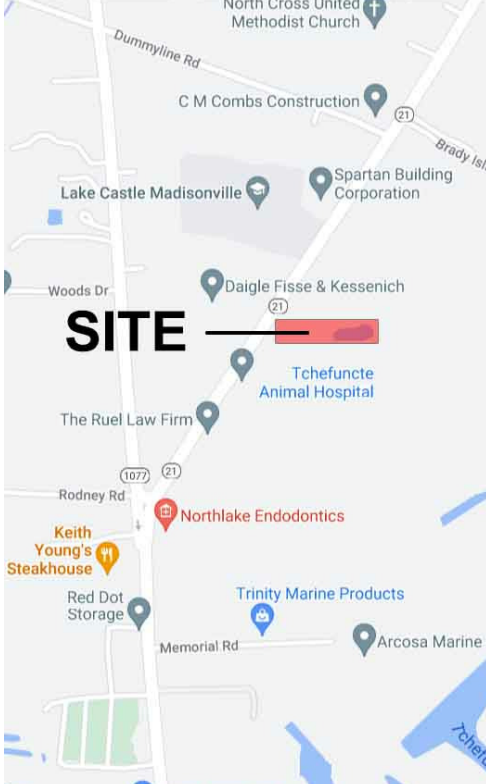 North Cross United
Methodist Church
Dummyline Rd
C M Combs Construction
21
Brady Isl
Spartan Building
Corporation
Lake Castle Madisonville
Woods Dr
Daigle Fisse & Kessenich
21
SITE
Tchefuncte
Animal Hospital
The Ruel Law Firm
1077
21
Rodney Rd
Northlake Endodontics
Keith
Young's
Steakhouse
Red Dot
Storage
Trinity Marine Products
Memorial Rd
Arcosa Marine
Tchefu